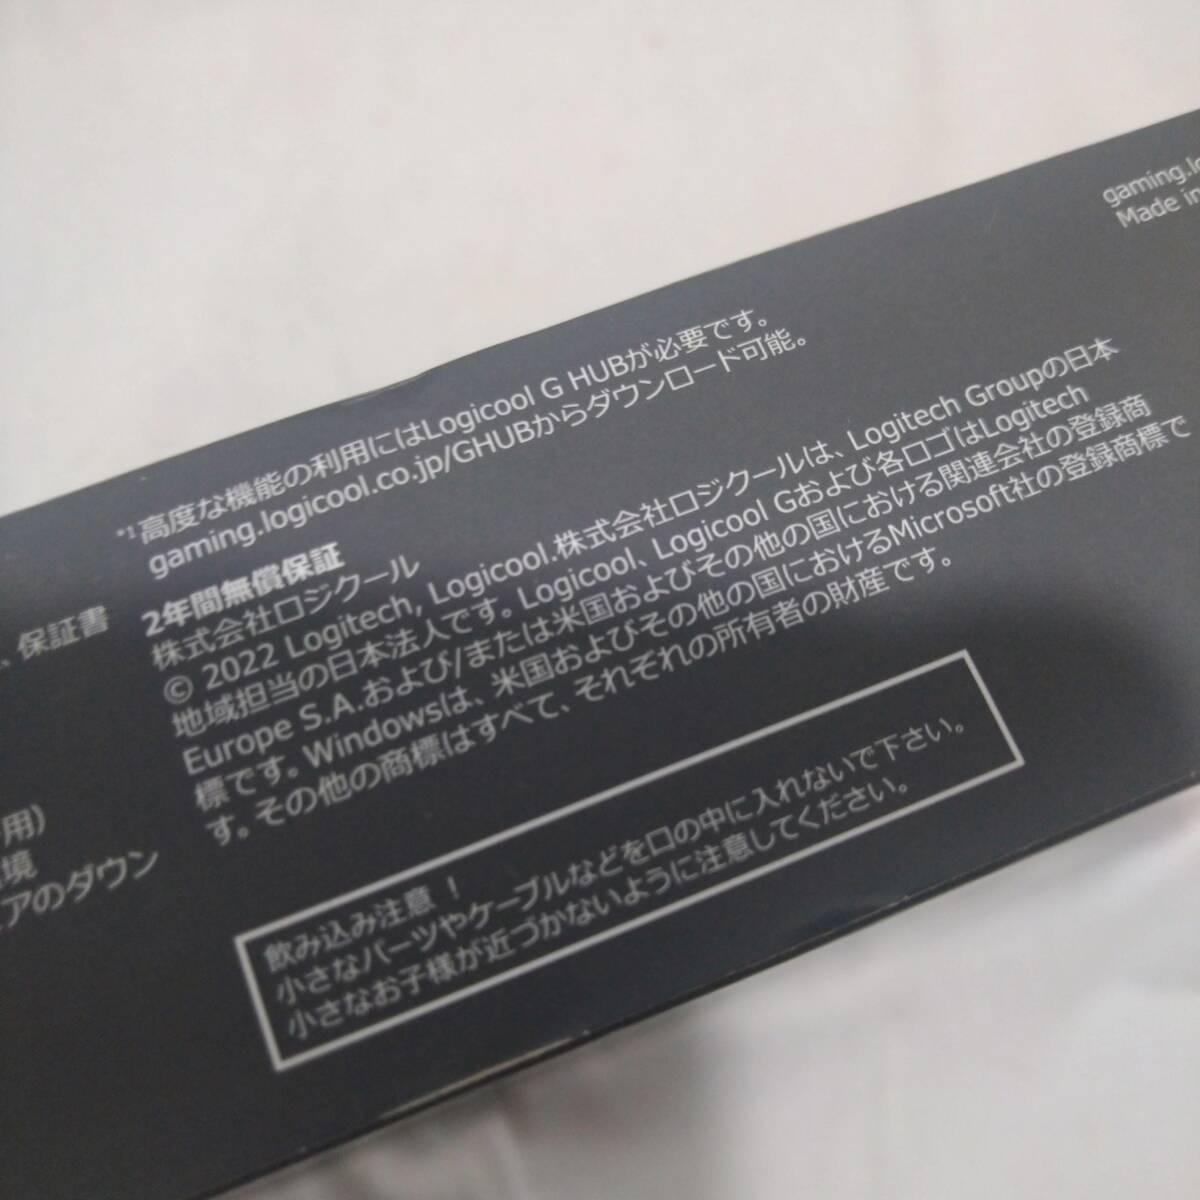 、保証書
用)
境
アのダウン
*1高度な機能の利用にはLogicool G HUBが必要です。
gaming.logicool.co.jp/GHUBからダウンロード可能。
2年間無償保証
株式会社ロジクール
© 2022 Logitech, Logicool.株式会社ロジクールは、Logitech Groupの日本
地域担当の日本法人です。Logicool、Logicool Gおよび各ロゴはLogitech
Europe S.A.および/または米国およびその他の国における関連会社の登録商
標です。Windowsは、米国およびその他の国におけるMicrosoft社の登録商標で
す。その他の商標はすべて、それぞれの所有者の財産です。
飲み込み注意！
小さなパーツやケーブルなどを口の中に入れないで下さい。
小さなお子様が近づかないように注意してください。
gaming.lo
Made in